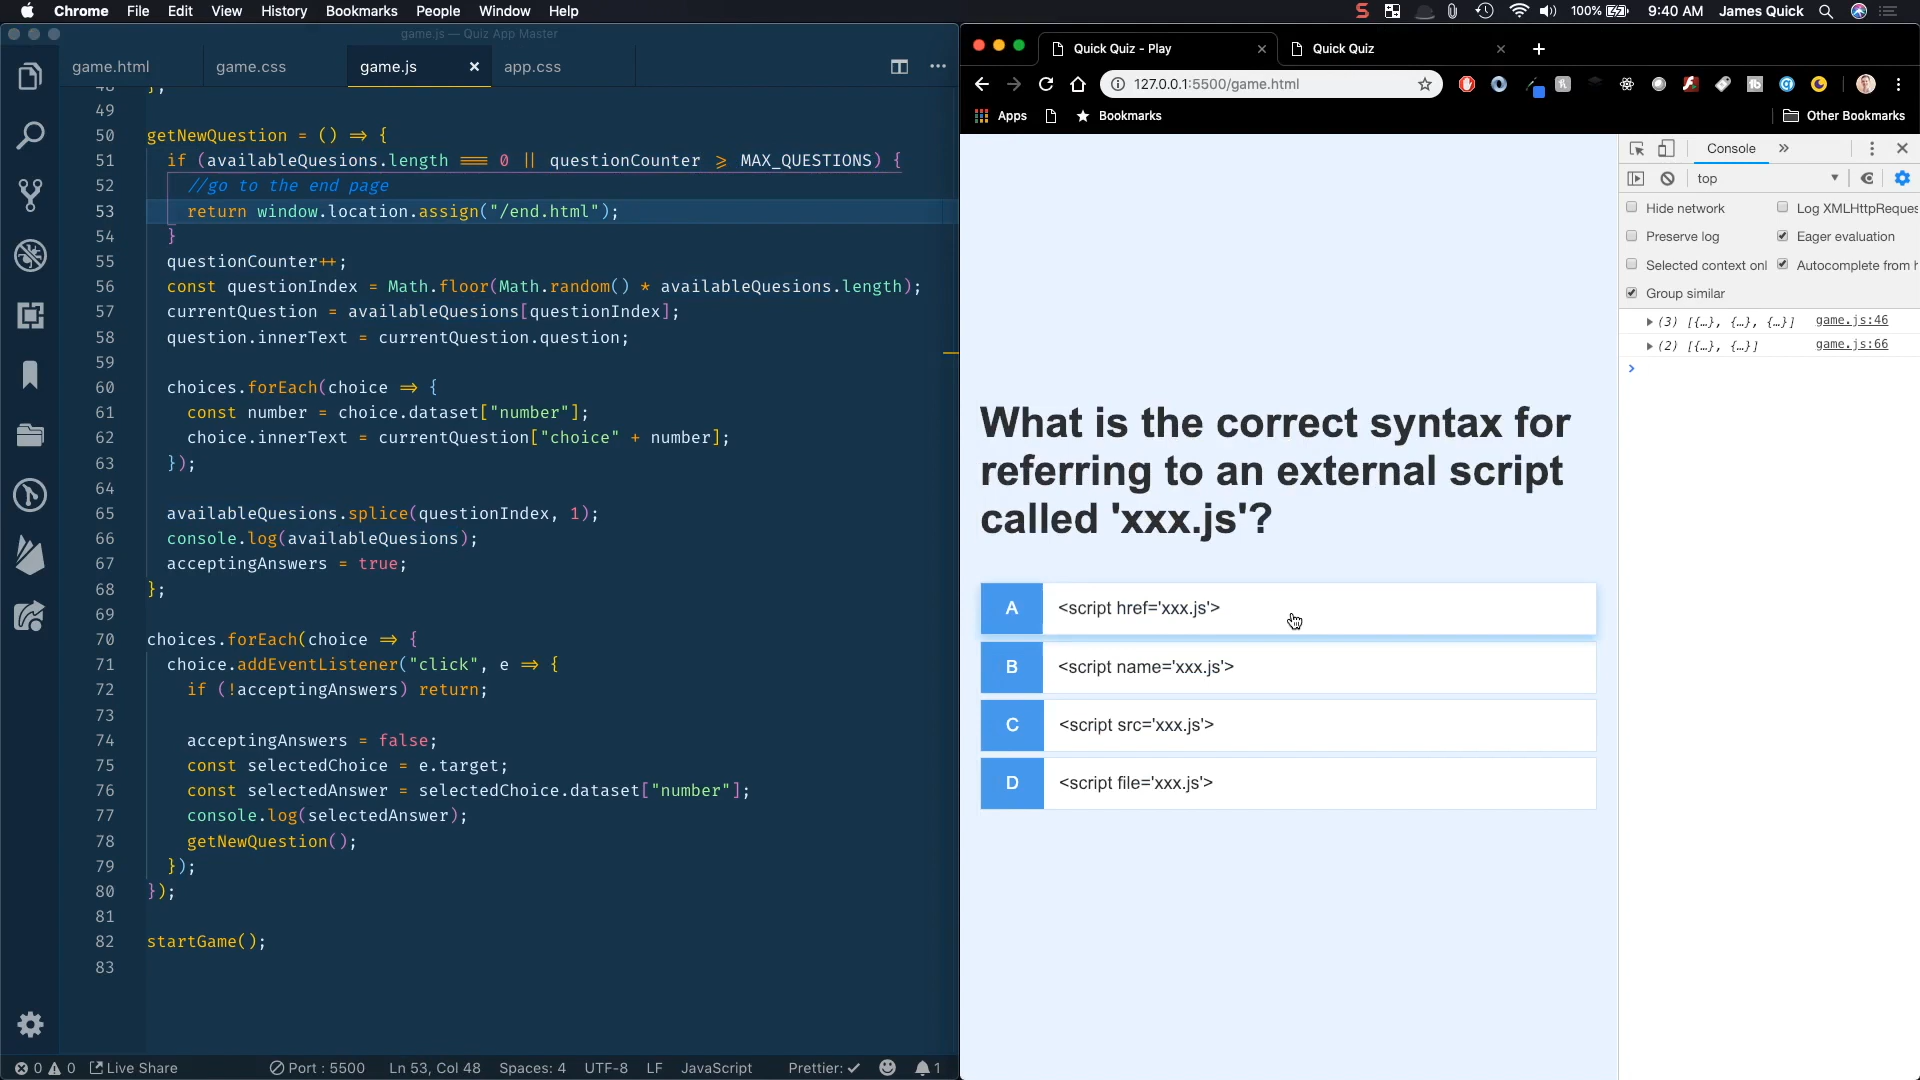 Chrome File Edit View History Bookmarks People Window Help
100% 9:40 AM James Quick
game.js — Quiz App Master
game.html game.css game.js × app.css
48 };
49
50 getNewQuestion = () => {
51 if (availableQuesions.length === 0 || questionCounter >= MAX_QUESTIONS) {
52 //go to the end page
53 return window.location.assign("/end.html");
54 }
55 questionCounter++;
56 const questionIndex = Math.floor(Math.random() * availableQuesions.length);
57 currentQuestion = availableQuesions[questionIndex];
58 question.innerText = currentQuestion.question;
59
60 choices.forEach(choice => {
61 const number = choice.dataset["number"];
62 choice.innerText = currentQuestion["choice" + number];
63 });
64
65 availableQuesions.splice(questionIndex, 1);
66 console.log(availableQuesions);
67 acceptingAnswers = true;
68 };
69
70 choices.forEach(choice => {
71 choice.addEventListener("click", e => {
72 if (!acceptingAnswers) return;
73
74 acceptingAnswers = false;
75 const selectedChoice = e.target;
76 const selectedAnswer = selectedChoice.dataset["number"];
77 console.log(selectedAnswer);
78 getNewQuestion();
79 });
80 });
81
82 startGame();
83
0 0 Live Share Port : 5500 Ln 53, Col 48 Spaces: 4 UTF-8 LF JavaScript Prettier: ✓ 1
Quick Quiz - Play × Quick Quiz × +
127.0.0.1:5500/game.html
Apps Bookmarks Other Bookmarks
What is the correct syntax for
referring to an external script
called 'xxx.js'?
A <script href='xxx.js'>
B <script name='xxx.js'>
C <script src='xxx.js'>
D <script file='xxx.js'>
Console »
top
Hide network Log XMLHttpReques
Preserve log Eager evaluation
Selected context onl Autocomplete from h
Group similar
(3) [{…}, {…}, {…}] game.js:46
(2) [{…}, {…}] game.js:66